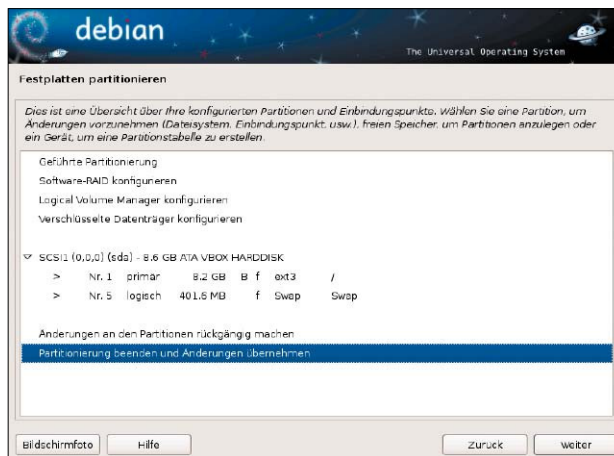 debian
The Universal Operating System
Festplatten partitionieren
Dies ist eine Übersicht über Ihre konfigurierten Partitionen und Einbindungspunkte. Wählen Sie eine Partition, um
Änderungen vorzunehmen (Dateisystem, Einbindungspunkt, usw.), freien Speicher, um Partitionen anzulegen oder
ein Gerät, um eine Partitionstabelle zu erstellen.
Geführte Partitionierung
Software-RAID konfigurieren
Logical Volume Manager konfigurieren
Verschlüsselte Datenträger konfigurieren
▽ SCSI1 (0,0,0) (sda) - 8.6 GB ATA VBOX HARDDISK
> Nr. 1 primär 8.2 GB B f ext3 /
> Nr. 5 logisch 401.6 MB f Swap Swap
Änderungen an den Partitionen rückgängig machen
Partitionierung beenden und Änderungen übernehmen
Bildschirmfoto Hilfe Zurück Weiter